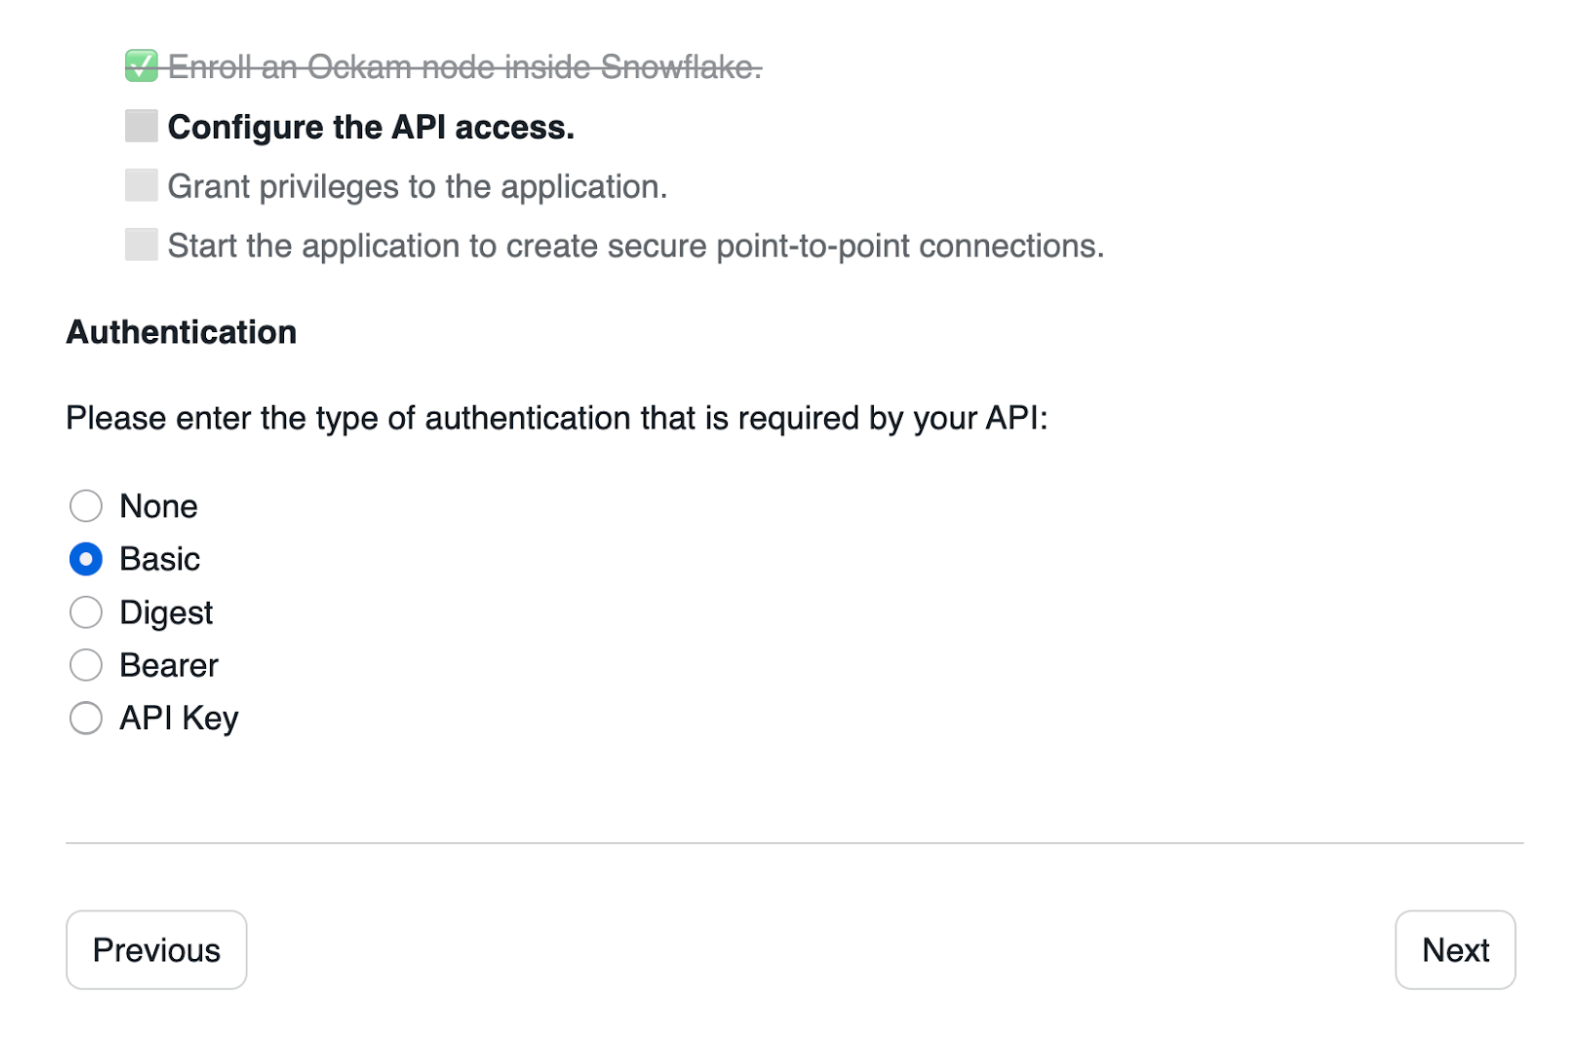 Enroll an Ockam node inside Snowflake.
Configure the API access.
Grant privileges to the application.
Start the application to create secure point-to-point connections.
Authentication
Please enter the type of authentication that is required by your API:
None
Basic
Digest
Bearer
API Key
Previous
Next